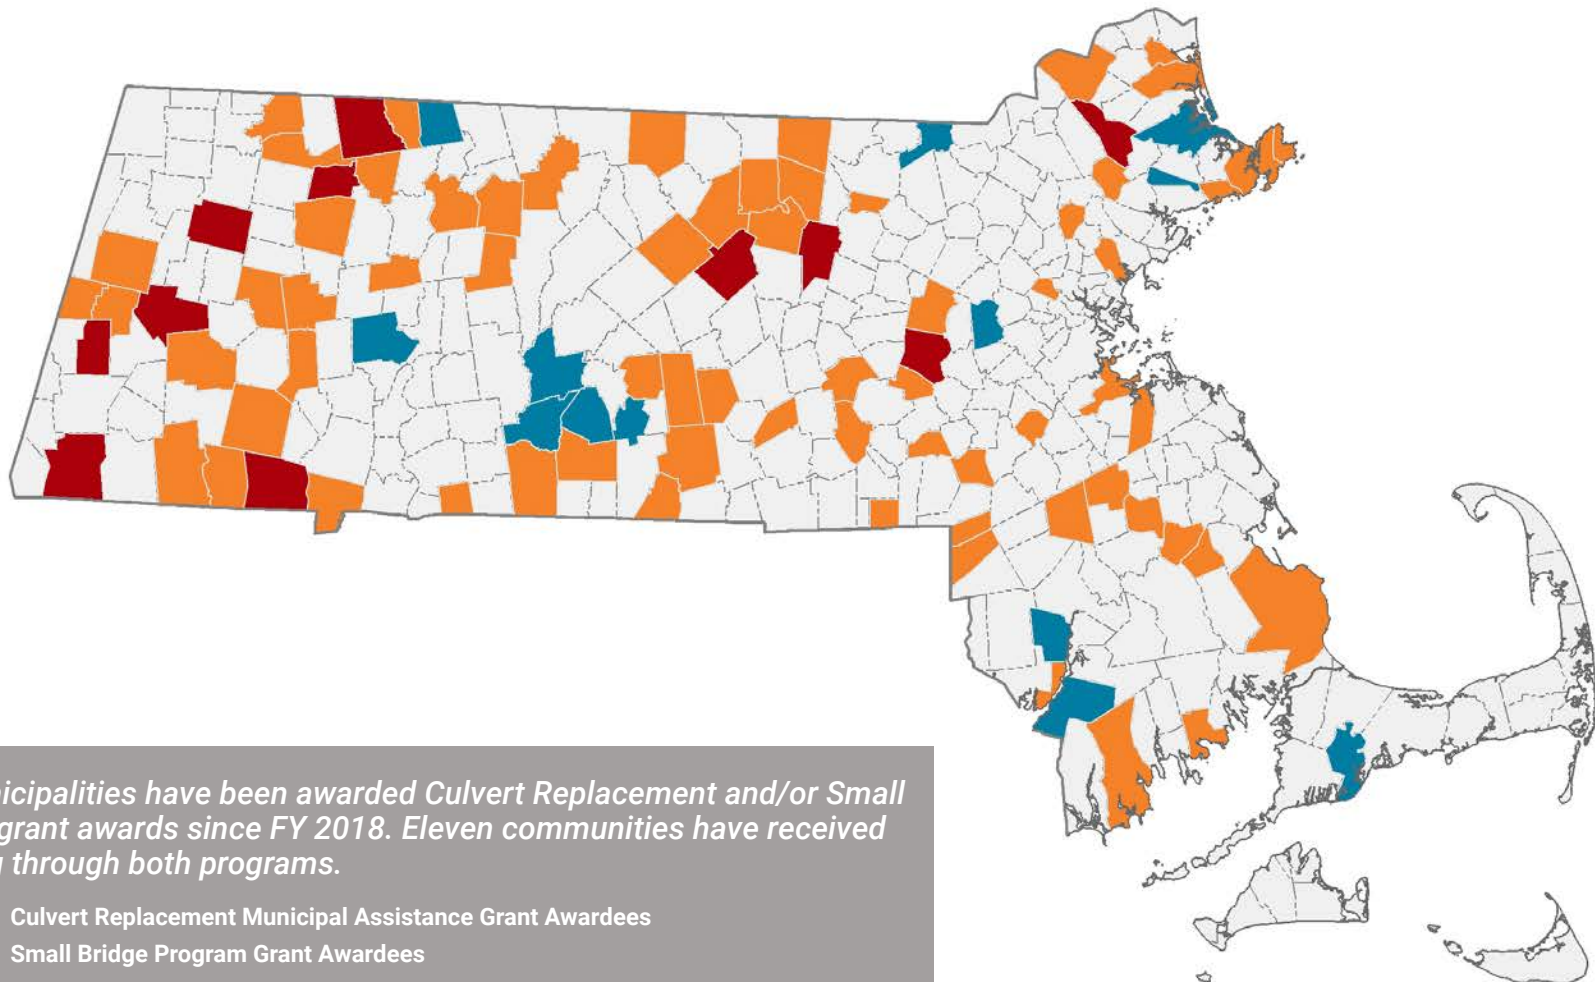 have been awarded Culvert Replacement and/or Small
grant awards since FY 2018. Eleven communities have received
through both programs.
Culvert Replacement Municipal Assistance Grant Awardees
Small Bridge Program Grant Awardees